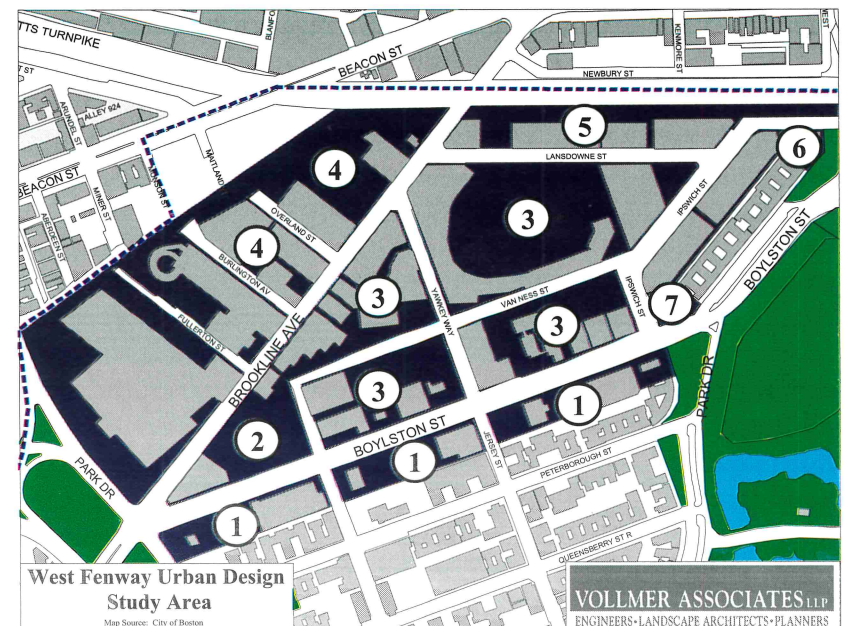 TTS TURNPIKE
BLANFO
BEACON ST
KENMORE ST
NEWBURY ST
ARUNDEL ST
ALLEY 924
MAITLAND
MUNSON ST
BEACON ST
MINER ST
ABERDEEN ST
5
LANSDOWNE ST
6
4
3
IPSWICH ST
OVERLAND ST
BOYLSTON ST
4
BURLINGTON AV
VAN NESS ST
IPSWICH ST
3
YAWKEY WAY
7
FULLERTON ST
3
BROOKLINE AVE
PARK DR
3
1
2
BOYLSTON ST
JERSEY ST
1
PETERBOROUGH ST
PARK DR
1
QUEENSBERRY ST R
West Fenway Urban Design
Study Area
Map Source: City of Boston
VOLLMER ASSOCIATES LLP
ENGINEERS•LANDSCAPE ARCHITECTS•PLANNERS